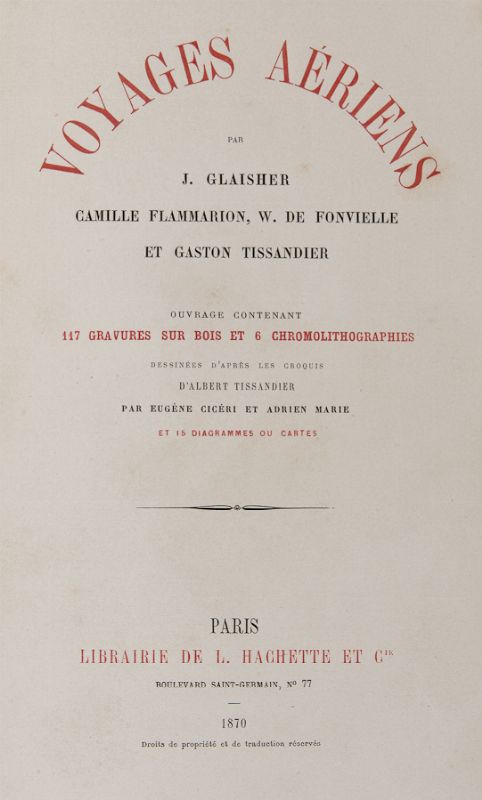 VOYAGES AÉRIENS
PAR
J. GLAISHER
CAMILLE FLAMMARION, W. DE FONVIELLE
ET GASTON TISSANDIER
OUVRAGE CONTENANT
117 GRAVURES SUR BOIS ET 6 CHROMOLITHOGRAPHIES
DESSINÉES D'APRÈS LES CROQUIS
D'ALBERT TISSANDIER
PAR EUGÈNE CICÉRI ET ADRIEN MARIE
ET 15 DIAGRAMMES OU CARTES
PARIS
LIBRAIRIE DE L. HACHETTE ET Cie
BOULEVARD SAINT-GERMAIN, Nº 77
1870
Droits de propriété et de traduction réservés